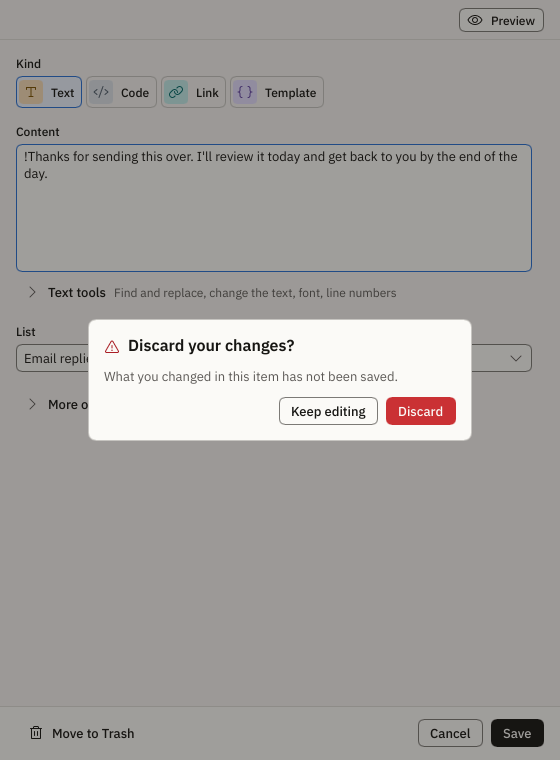 Preview
Kind
T Text </> Code Link { } Template
Content
!Thanks for sending this over. I'll review it today and get back to you by the end of the
day.
Text tools Find and replace, change the text, font, line numbers
List
Email
More
Discard your changes?
What you changed in this item has not been saved.
Keep editing Discard
Move to Trash Cancel Save